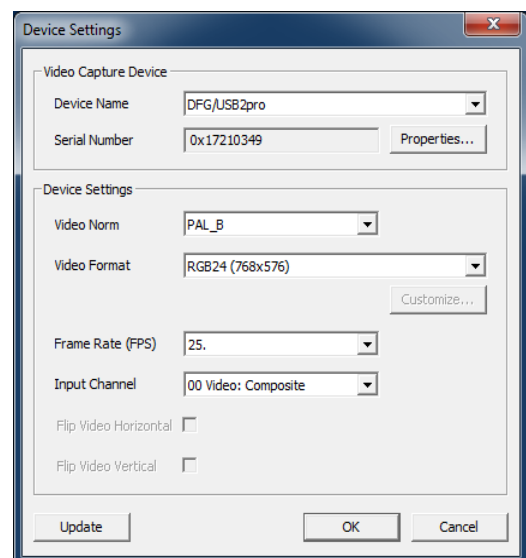 Device Settings
Video Capture Device
Device Name DFG/USB2pro
Serial Number 0x17210349 Properties...
Device Settings
Video Norm PAL_B
Video Format RGB24 (768x576)
Customize...
Frame Rate (FPS) 25.
Input Channel 00 Video: Composite
Flip Video Horizontal
Flip Video Vertical
Update OK Cancel